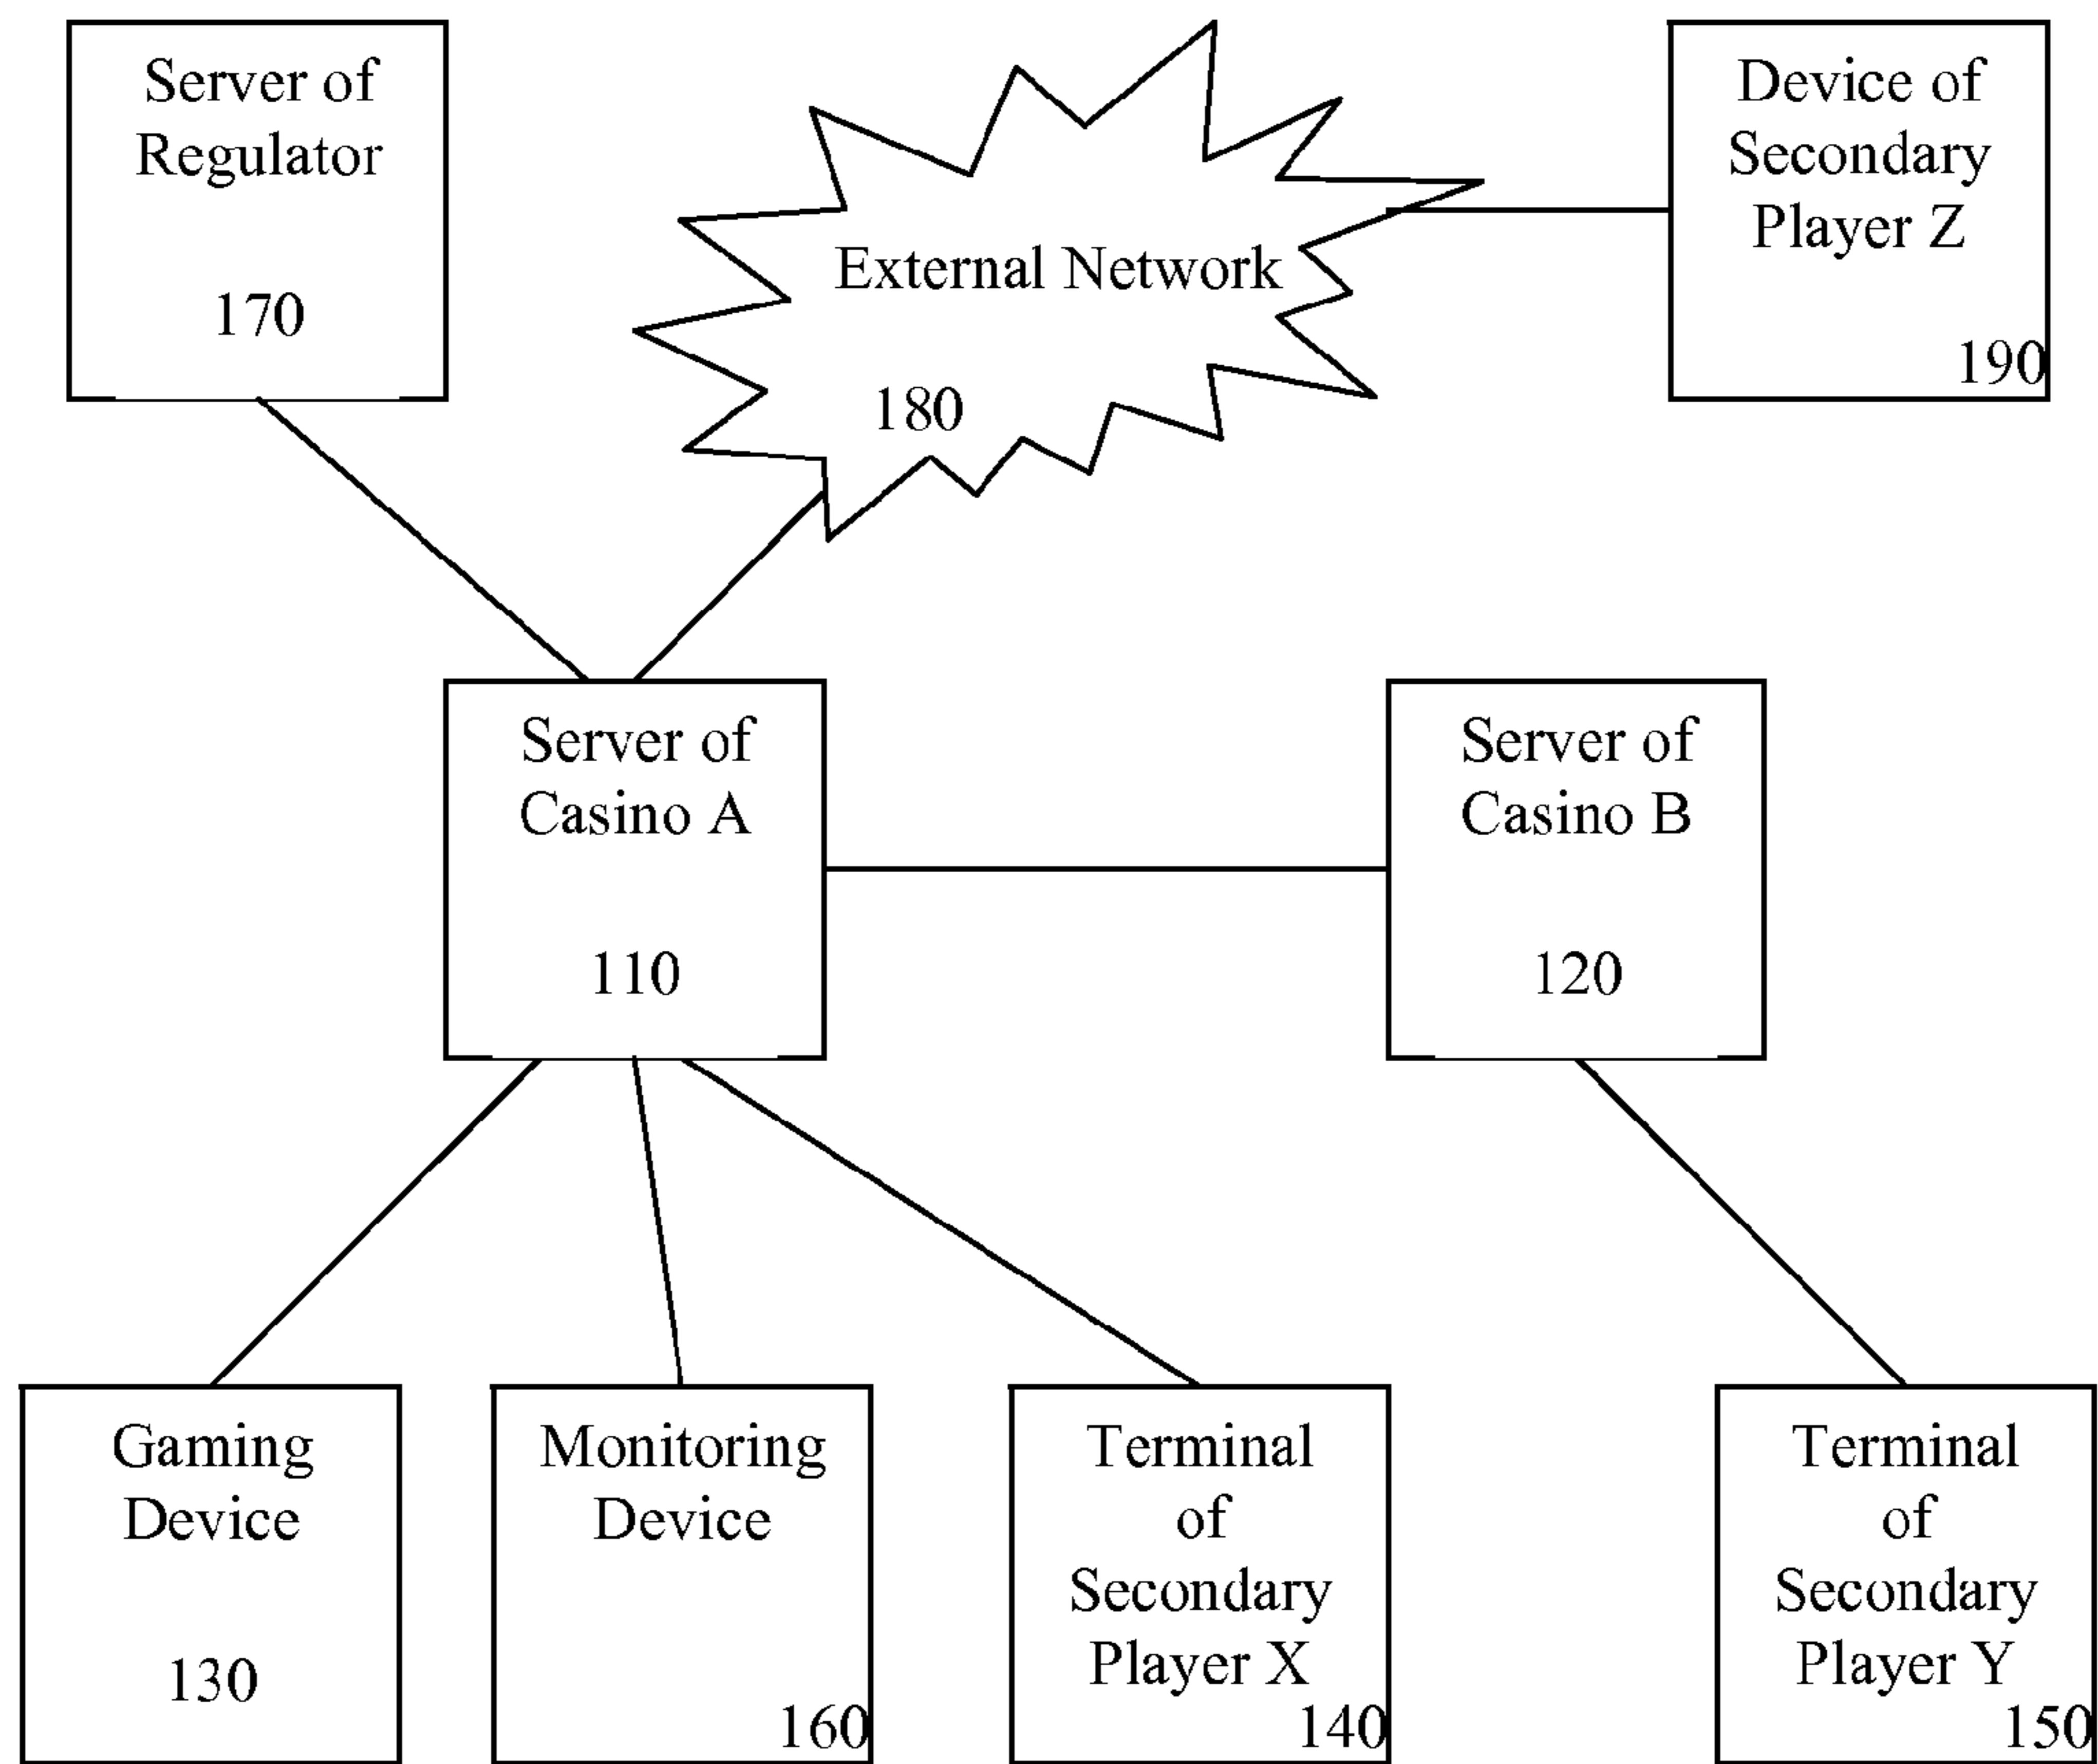 Server of
Regulator
170
External Network
180
Device of
Secondary
Player Z
190
Server of
Casino A
110
Server of
Casino B
120
Gaming
Device
130
Monitoring
Device
160
Terminal
of
Secondary
Player X
140
Terminal
of
Secondary
Player Y
150